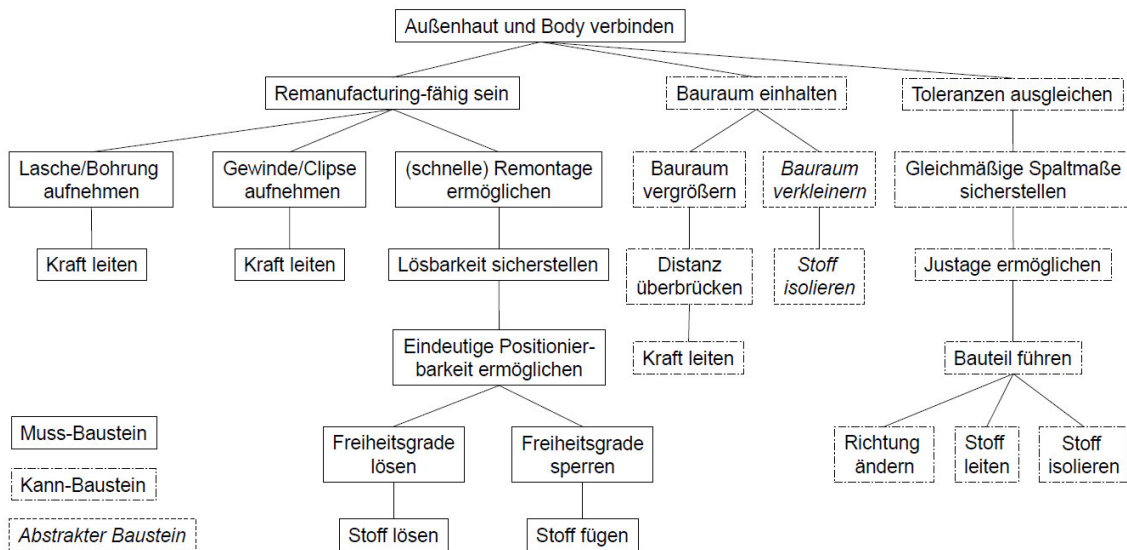 Außenhaut und Body verbinden
Remanufacturing-fähig sein
Bauraum einhalten
Toleranzen ausgleichen
Lasche/Bohrung
aufnehmen
Gewinde/Clipse
aufnehmen
(schnelle) Remontage
ermöglichen
Bauraum
vergrößern
Bauraum
verkleinern
Gleichmäßige Spaltmaße
sicherstellen
Kraft leiten
Kraft leiten
Lösbarkeit sicherstellen
Distanz
überbrücken
Stoff
isolieren
Justage ermöglichen
Eindeutige Positionier-
barkeit ermöglichen
Kraft leiten
Bauteil führen
Muss-Baustein
Freiheitsgrade
lösen
Freiheitsgrade
sperren
Richtung
ändern
Stoff
leiten
Stoff
isolieren
Kann-Baustein
Abstrakter Baustein
Stoff lösen
Stoff fügen